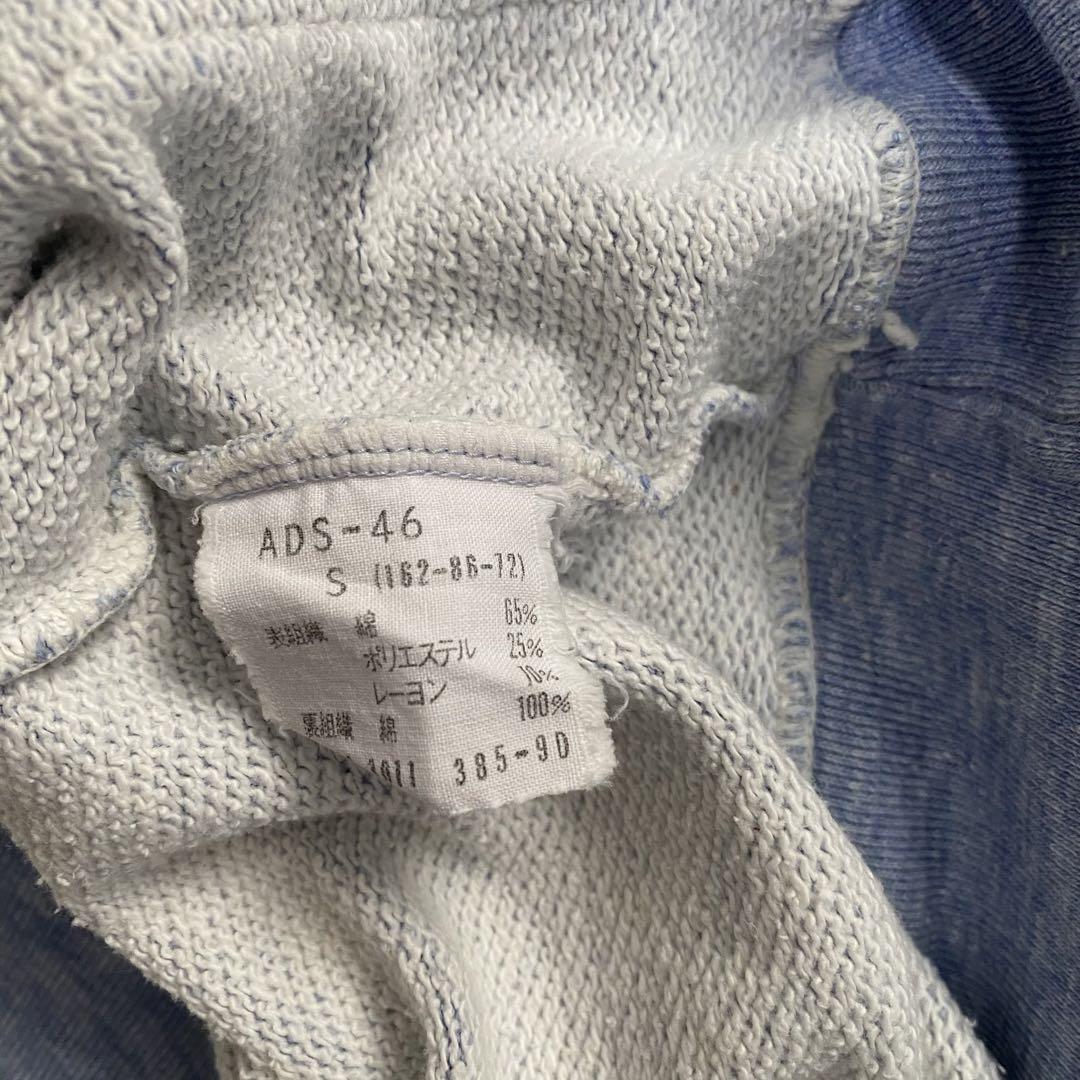 ADS-46
S (162-86-72)
表組織 綿 65%
ポリエステル 25%
レーヨン 10%
裏組織 綿 100%
1011 385-9D